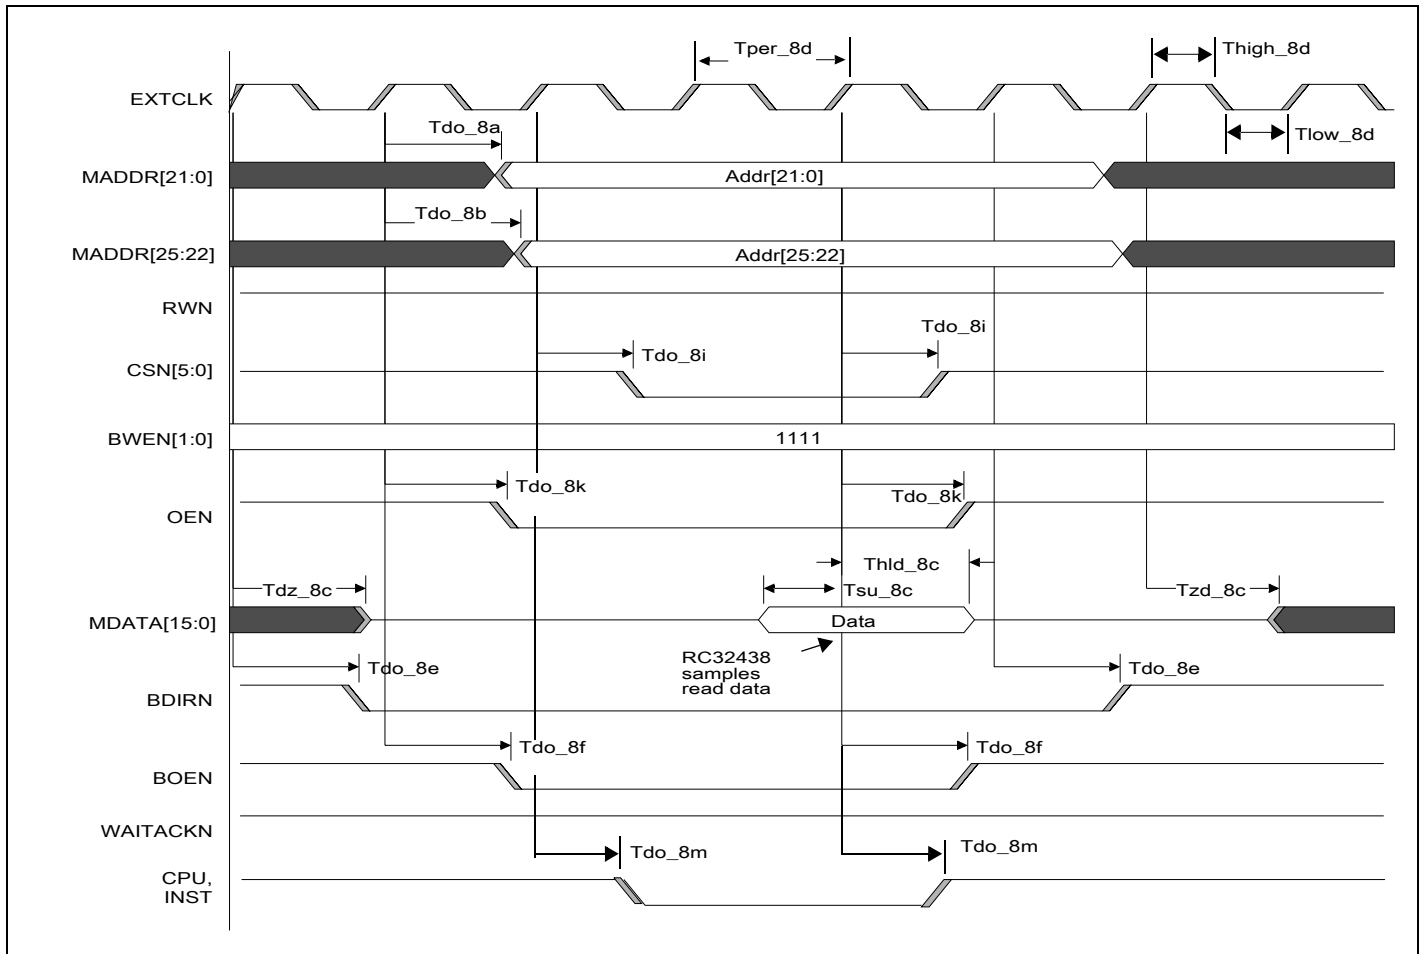 Tper_8d
Thigh_8d
EXTCLK
Tdo_8a
Tlow_8d
MADDR[21:0]
Addr[21:0]
Tdo_8b
MADDR[25:22]
Addr[25:22]
RWN
Tdo_8i
Tdo_8i
CSN[5:0]
BWEN[1:0]
1111
Tdo_8k
Tdo_8k
OEN
Thld_8c
Tdz_8c
Tsu_8c
Tzd_8c
MDATA[15:0]
Data
RC32438
samples
read data
Tdo_8e
Tdo_8e
BDIRN
Tdo_8f
Tdo_8f
BOEN
WAITACKN
Tdo_8m
Tdo_8m
CPU,
INST